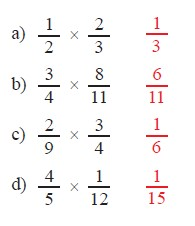 a) 1/2 × 2/3 1/3
b) 3/4 × 8/11 6/11
c) 2/9 × 3/4 1/6
d) 4/5 × 1/12 1/15